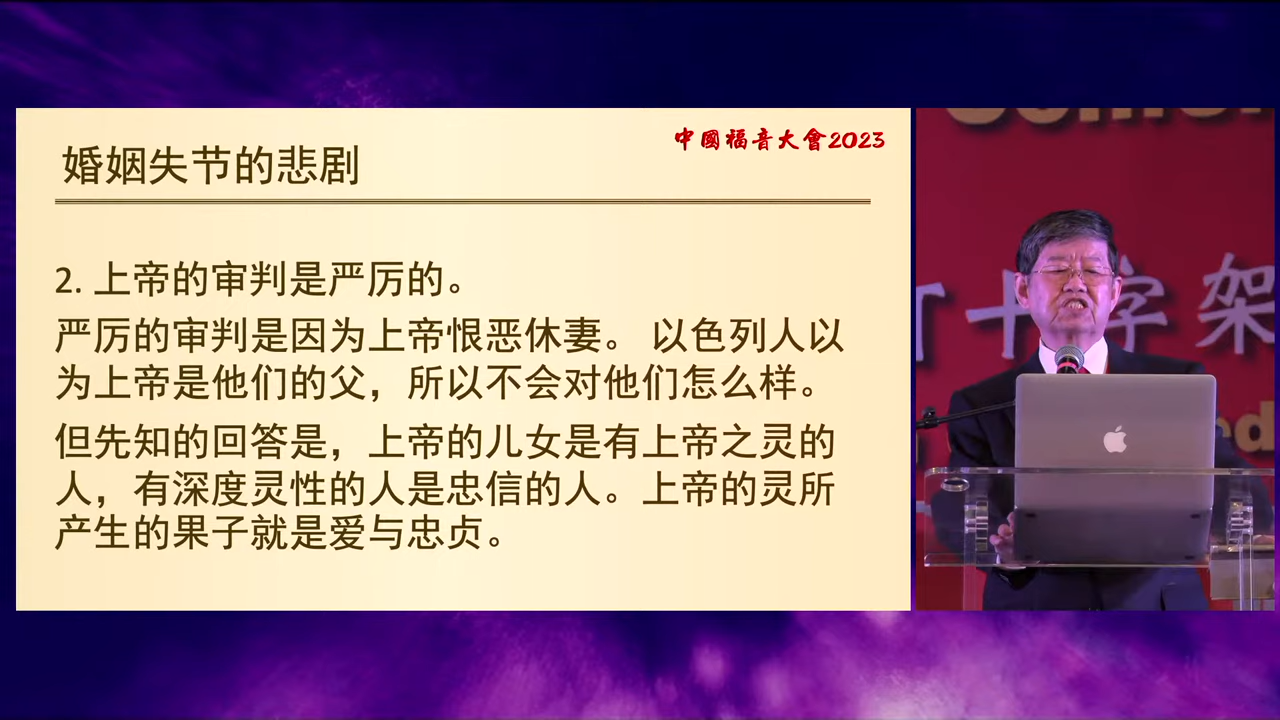 中國福音大會2023
婚姻失节的悲剧
2. 上帝的审判是严厉的。
严厉的审判是因为上帝恨恶休妻。 以色列人以
为上帝是他们的父，所以不会对他们怎么样。
但先知的回答是，上帝的儿女是有上帝之灵的
人，有深度灵性的人是忠信的人。上帝的灵所
产生的果子就是爱与忠贞。
十字架